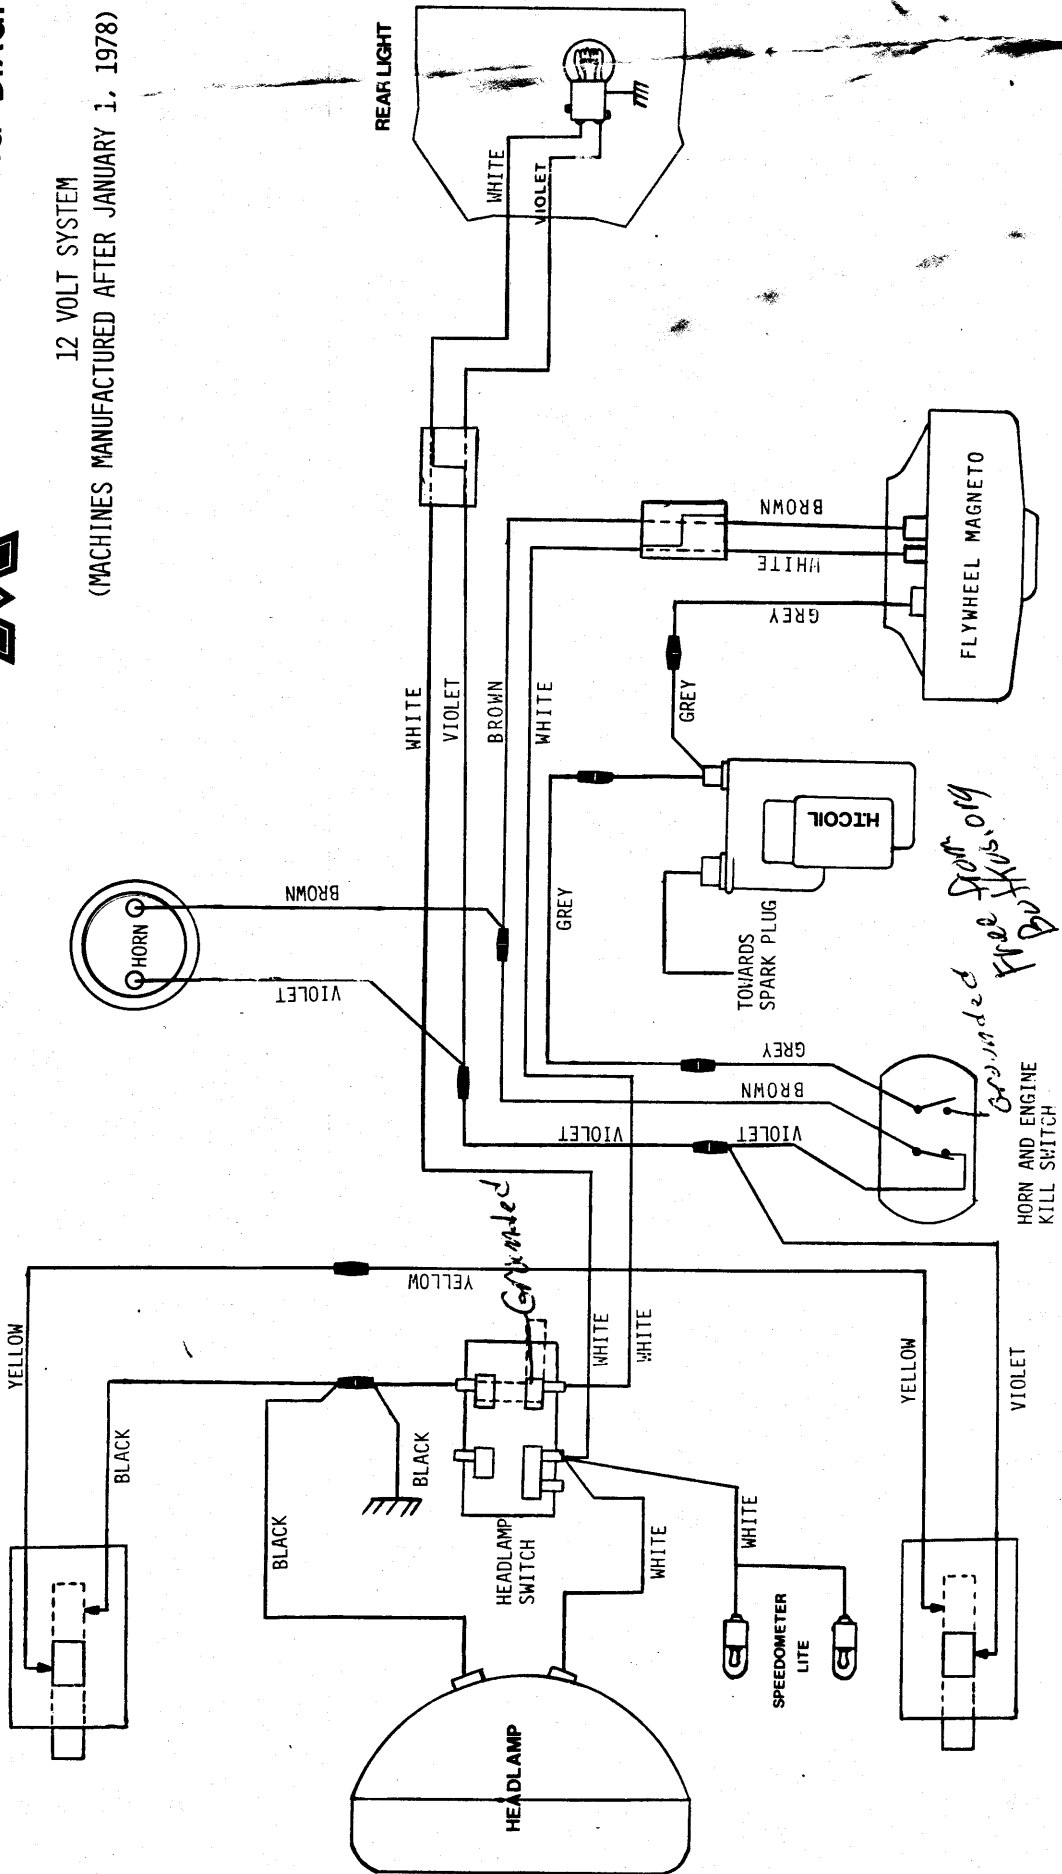 12 VOLT SYSTEM
(MACHINES MANUFACTURED AFTER JANUARY 1, 1978)
REAR LIGHT
WHITE
VIOLET
WHITE
VIOLET
BROWN
WHITE
BROWN
WHITE
GREY
FLYWHEEL MAGNETO
GREY
H.T.COIL
TOWARDS
SPARK PLUG
GREY
HORN
BROWN
VIOLET
GREY
BROWN
VIOLET
VIOLET
Grounded
HORN AND ENGINE
KILL SWITCH
Free From
Buykus.org
Grounded
YELLOW
YELLOW
BLACK
BLACK
BLACK
WHITE
WHITE
HEADLAMP
SWITCH
WHITE
WHITE
YELLOW
VIOLET
SPEEDOMETER
LITE
HEADLAMP